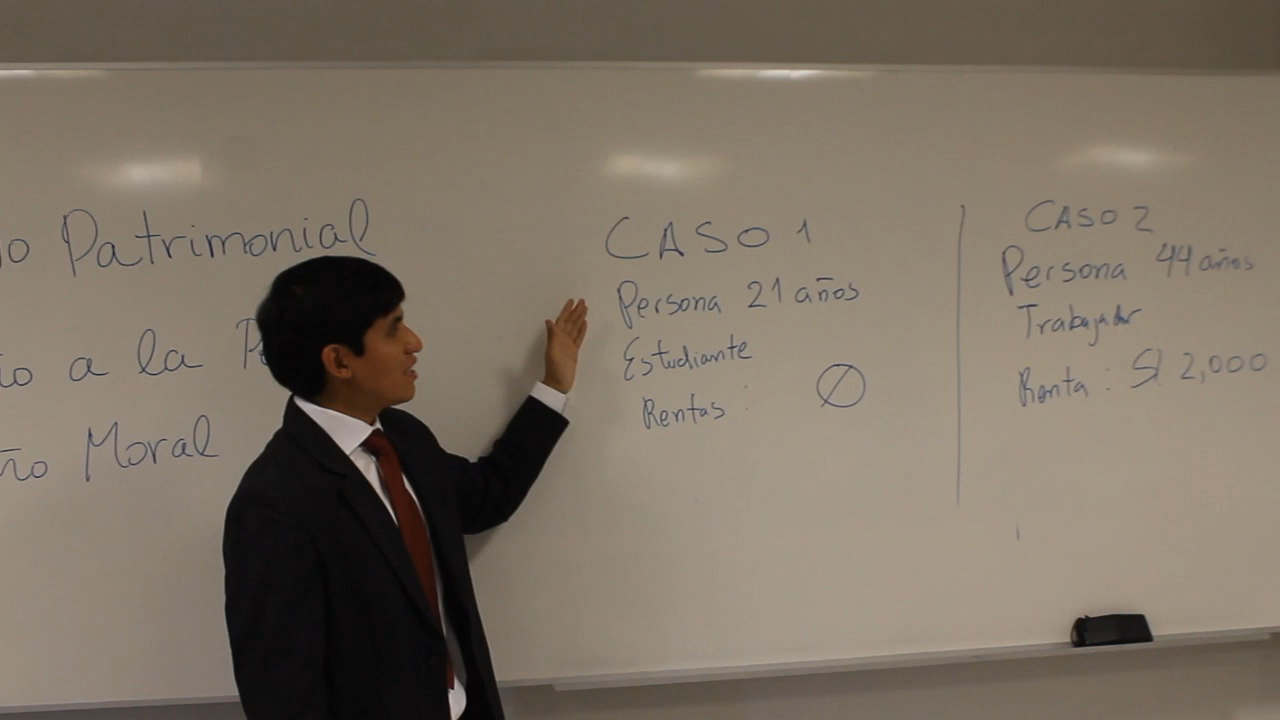 Patrimonial
a la
Moral
CASO 1
Persona 21 años
Estudiante
Rentas : Ø
CASO 2
Persona 44 años
Trabajador
Renta : S/. 2,000